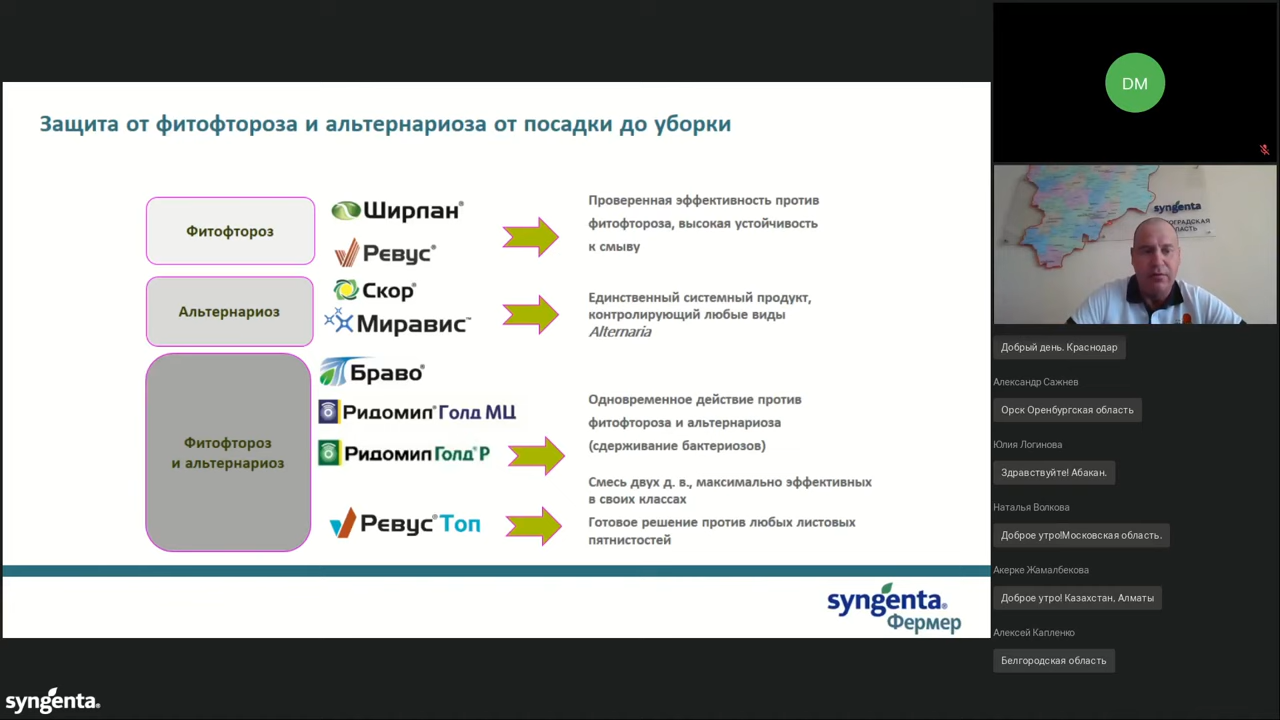 Защита от фитофтороза и альтернариоза от посадки до уборки
Фитофтороз
Ширлан®
Ревус®
Проверенная эффективность против
фитофтороза, высокая устойчивость
к смыву
Альтернариоз
Скор®
Миравис™
Единственный системный продукт,
контролирующий любые виды
Alternaria
Фитофтороз
и альтернариоз
Браво®
Ридомил® Голд МЦ
Ридомил Голд® Р
Одновременное действие против
фитофтороза и альтернариоза
(сдерживание бактериозов)
Ревус® Топ
Смесь двух д. в., максимально эффективных
в своих классах
Готовое решение против любых листовых
пятнистостей
syngenta®
Фермер
syngenta®
DM
syngenta
ОБЛАСТЬ
Добрый день. Краснодар
Александр Сажнев
Орск Оренбургская область
Юлия Логинова
Здравствуйте! Абакан.
Наталья Волкова
Доброе утро!Московская область.
Акерке Жамалбекова
Доброе утро! Казахстан, Алматы
Алексей Капленко
Белгородская область